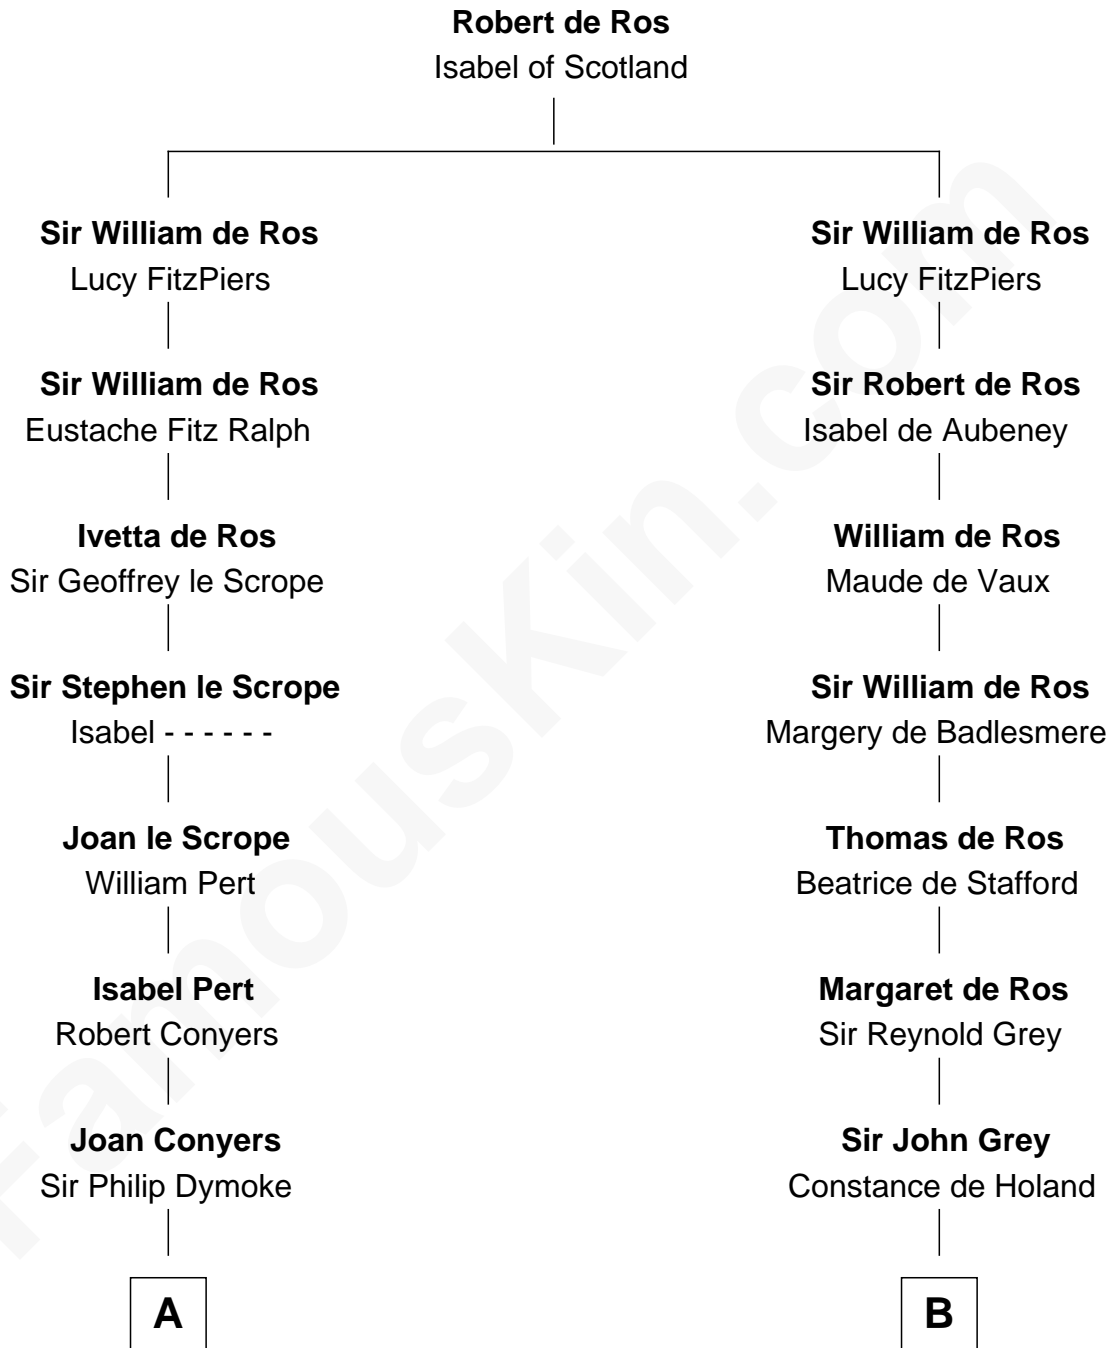 Robert de Ros
Isabel of Scotland
Sir William de Ros
Lucy FitzPiers
Sir William de Ros
Lucy FitzPiers
Sir William de Ros
Eustache Fitz Ralph
Sir Robert de Ros
Isabel de Aubeney
Ivetta de Ros
Sir Geoffrey le Scrope
William de Ros
Maude de Vaux
Sir Stephen le Scrope
Isabel - - - - - -
Sir William de Ros
Margery de Badlesmere
Joan le Scrope
William Pert
Thomas de Ros
Beatrice de Stafford
Isabel Pert
Robert Conyers
Margaret de Ros
Sir Reynold Grey
Joan Conyers
Sir Philip Dymoke
Sir John Grey
Constance de Holand
A
B
FamousKin.com